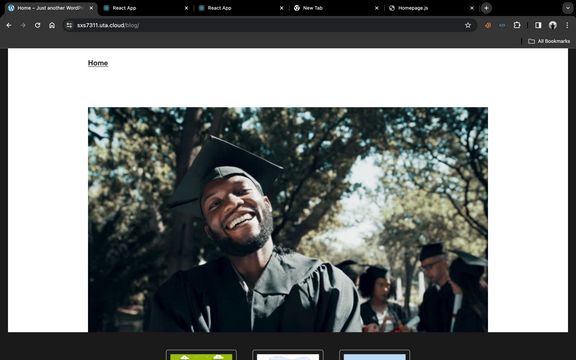 Home – Just another WordPr
React App
React App
New Tab
Homepage.js
sxs7311.uta.cloud/blog/
All Bookmarks
Home